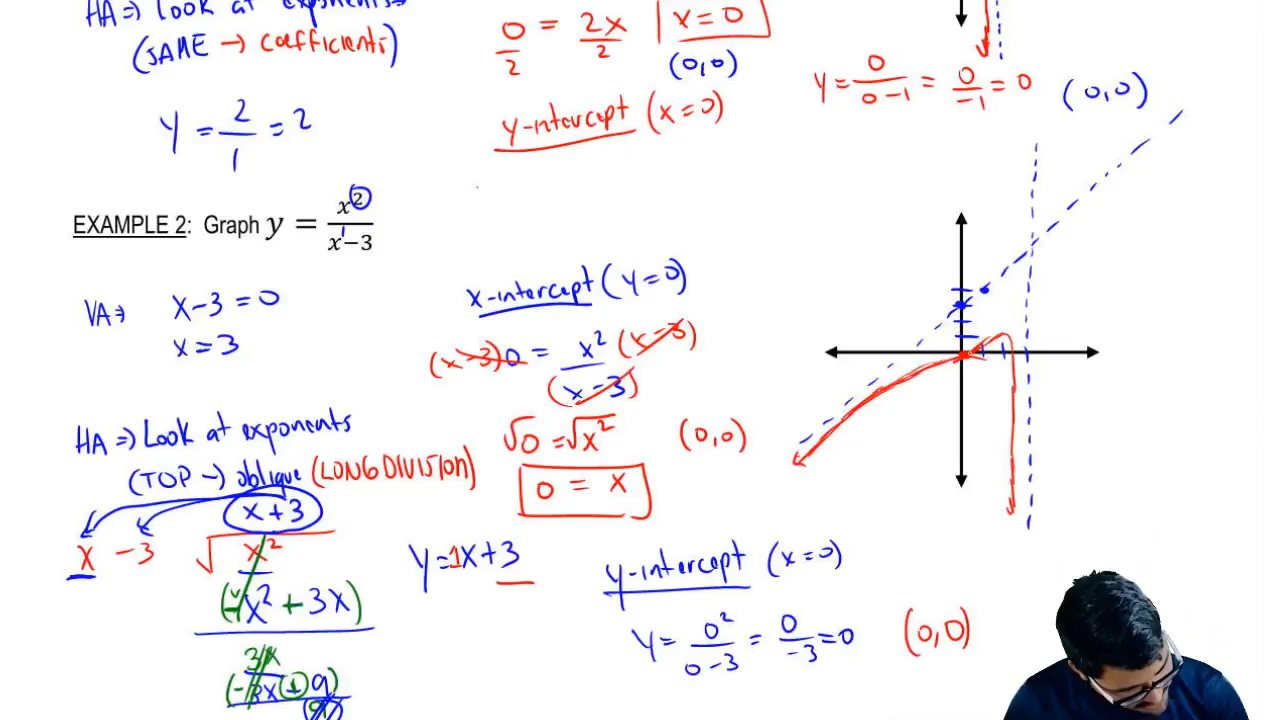 HA ⇒ Look at exponents
(SAME → coefficients)
Y = 2/1 = 2
0/2 = 2x/2 | x = 0
(0,0)
y-intercept (x=0)
Y = 0/0-1 = 0/-1 = 0 (0,0)
EXAMPLE 2: Graph y = x²/x¹-3
VA ⇒ x-3 = 0
x = 3
HA ⇒ Look at exponents
(TOP → oblique (LONG DIVISION)
x+3
x -3 √x²
(-x² + 3x)
3x
(-3x + 9)
9
x-intercept (Y=0)
(x-3) 0 = x²/(x-3) (x-3)
√0 = √x² (0,0)
0 = x
Y = 1x+3
y-intercept (x=0)
Y = 0²/0-3 = 0/-3 = 0 (0,0)